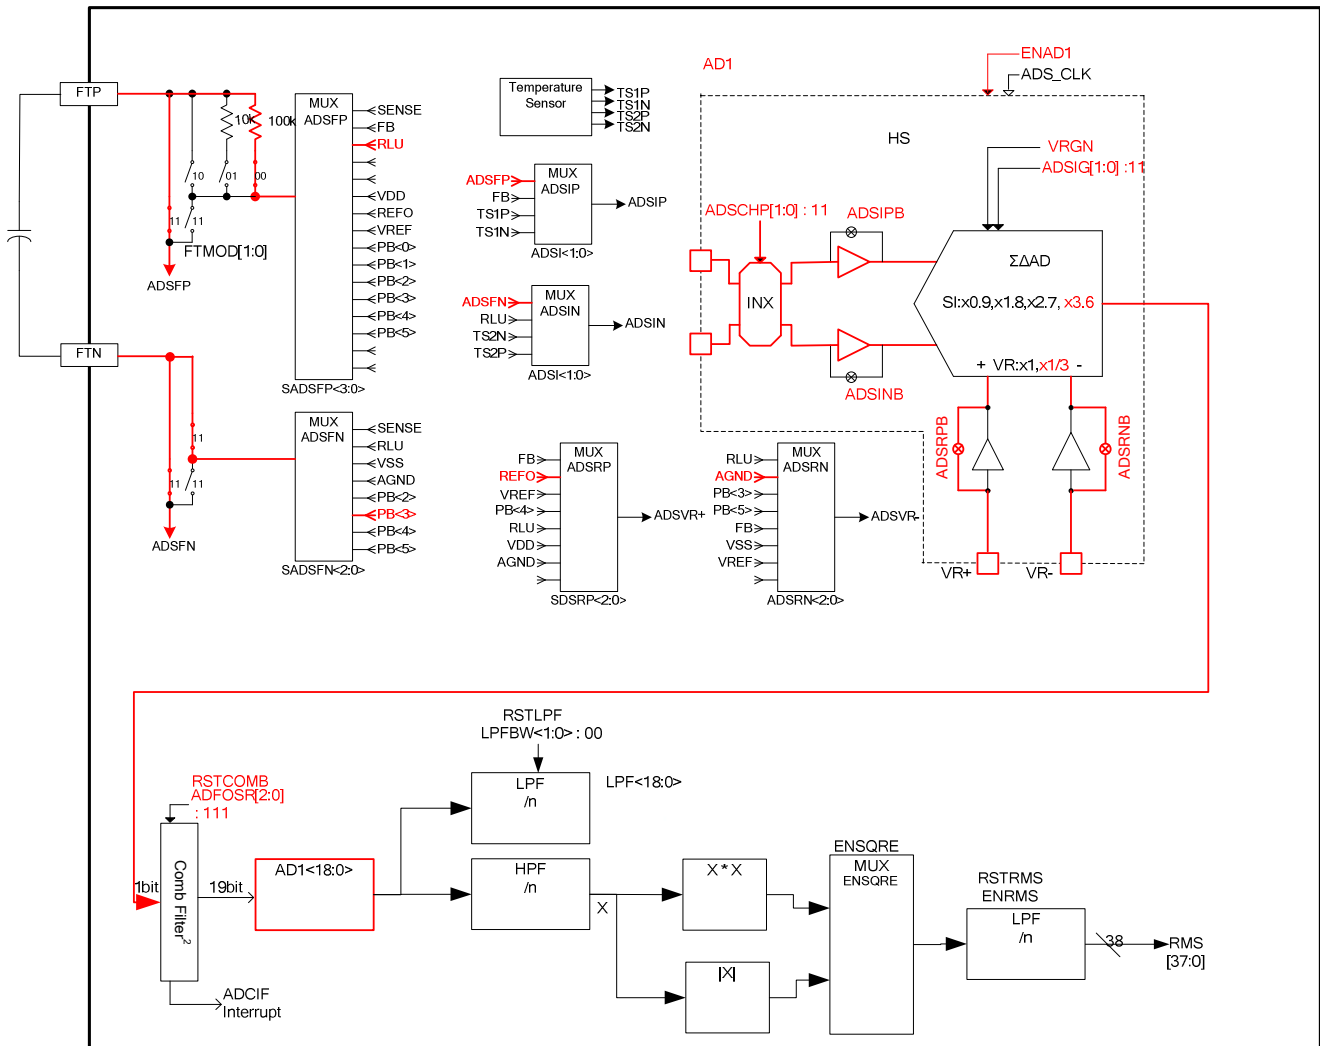 FTP
10k
100k
10
01
00
11
11
FTMOD[1:0]
ADSFP
MUX
ADSFP
SENSE
FB
RLU
VDD
REFO
VREF
PB<0>
PB<1>
PB<2>
PB<3>
PB<4>
PB<5>
SADSFP<3:0>
FTN
11
11
11
ADSFN
MUX
ADSFN
SENSE
RLU
VSS
AGND
PB<2>
PB<3>
PB<4>
PB<5>
SADSFN<2:0>
Temperature
Sensor
TS1P
TS1N
TS2P
TS2N
MUX
ADSIP
ADSFP
FB
TS1P
TS1N
ADSIP
ADSI<1:0>
MUX
ADSIN
ADSFN
RLU
TS2N
TS2P
ADSIN
ADSI<1:0>
MUX
ADSRP
FB
REFO
VREF
PB<4>
RLU
VDD
AGND
ADSVR+
SDSRP<2:0>
MUX
ADSRN
RLU
AGND
PB<3>
PB<5>
FB
VSS
VREF
ADSVR-
ADSRN<2:0>
AD1
ENAD1
ADS_CLK
HS
VRGN
ADSIG[1:0] :11
ADSCHP[1:0] : 11
INX
ADSIPB
ADSINB
ΣΔAD
SI:x0.9,x1.8,x2.7, x3.6
+ VR:x1,x1/3 -
ADSRPB
ADSRNB
VR+
VR-
RSTLPF
LPFBW<1:0> : 00
LPF
/n
LPF<18:0>
RSTCOMB
ADFOSR[2:0]
: 111
1bit
Comb Filter2
19bit
AD1<18:0>
HPF
/n
X
X * X
|X|
ENSQRE
MUX
ENSQRE
RSTRMS
ENRMS
LPF
/n
38
RMS
[37:0]
ADCIF
Interrupt